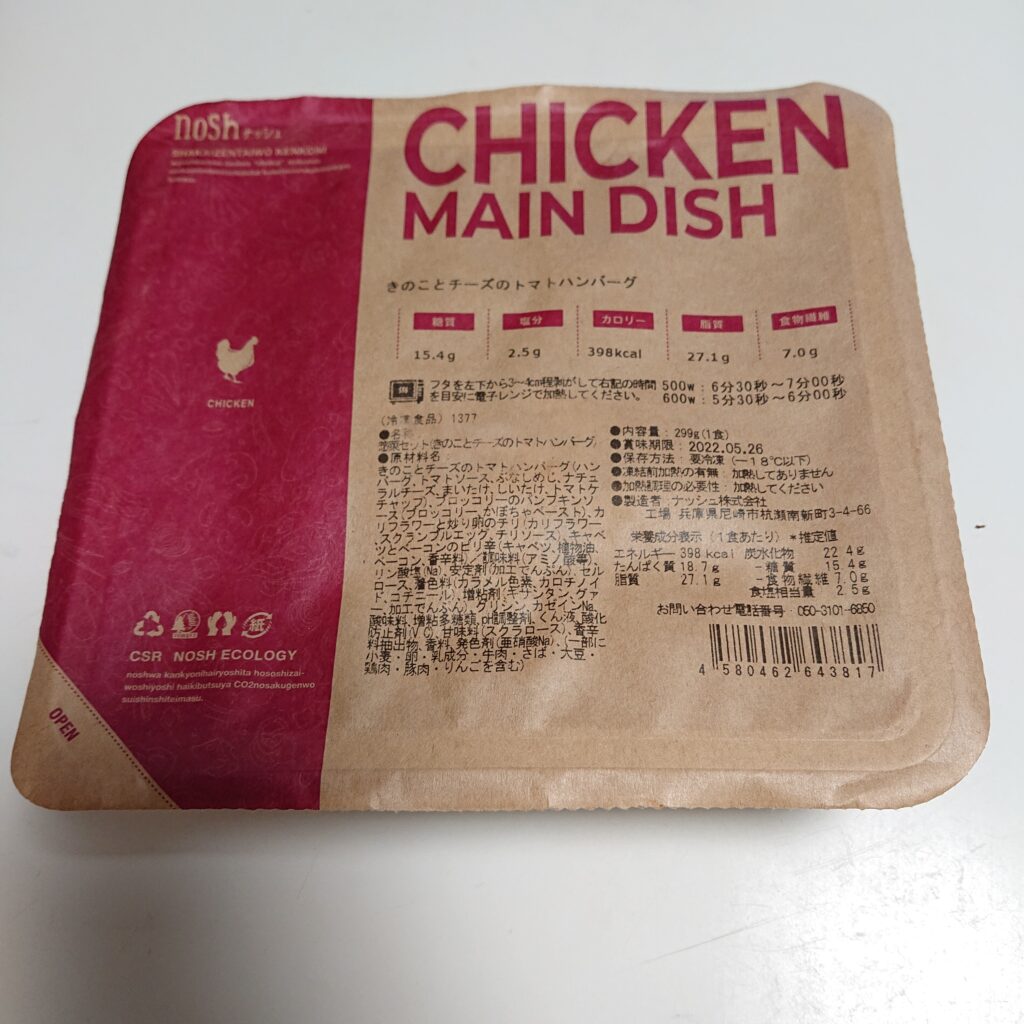 nosh ナッシュ
SHAKAIZENTAIWO KENKONI
CHICKEN
MAIN DISH
きのことチーズのトマトハンバーグ
糖質 塩分 カロリー 脂質 食物繊維
15.4g 2.5g 398kcal 27.1g 7.0g
フタを左下から3〜4cm程剥がして右記の時間
を目安に電子レンジで加熱してください。
500w：6分30秒〜7分00秒
600w：5分30秒〜6分00秒
CHICKEN
(冷凍食品) 1377
●名称
惣菜セット(きのことチーズのトマトハンバーグ)
●原材料名：
きのことチーズのトマトハンバーグ(ハン
バーグ、トマトソース、ぶなしめじ、ナチュ
ラルチーズ、まいたけ、しいたけ、トマトケ
チャップ)、ブロッコリーのパンプキンソ
ース(ブロッコリー、かぼちゃペースト)、カ
リフラワーと炒り卵のチリ(カリフラワー、
スクランブルエッグ、チリソース)、キャベ
ツとベーコンのピリ辛(キャベツ、植物油、
ベーコン、香辛料)／調味料(アミノ酸等)、
リン酸塩(Na)、安定剤(加工でんぷん)、セル
ロース、着色料(カラメル色素、カロチノイ
ド、コチニール)、増粘剤(キサンタン、グァ
ー、加工でんぷん)、グリシン、カゼインNa、
酸味料、増粘多糖類、pH調整剤、くん液、酸化
防止剤(V.C)、甘味料(スクラロース)、香辛
料抽出物、香料、発色剤(亜硝酸Na)、(一部に
小麦・卵・乳成分・牛肉・さば・大豆・
鶏肉・豚肉・りんごを含む)
●内容量：299g(1食)
●賞味期限：2022.05.26
●保存方法：要冷凍(−18℃以下)
●凍結前加熱の有無：加熱してありません
●加熱調理の必要性：加熱してください
●製造者：ナッシュ株式会社
工場 兵庫県尼崎市杭瀬南新町3-4-66
栄養成分表示(1食あたり) *推定値
エネルギー 398 kcal 炭水化物 22.4g
たんぱく質 18.7g -糖質 15.4g
脂質 27.1g -食物繊維 7.0g
食塩相当量 2.5g
お問い合わせ電話番号：050-3101-6850
4 580462 643817
紙
CSR NOSH ECOLOGY
noshwa kankyonihairyoshita hososhizai-
woshiyoshi haikibutsuya CO2nosakugenwo
suishinshiteimasu.
OPEN